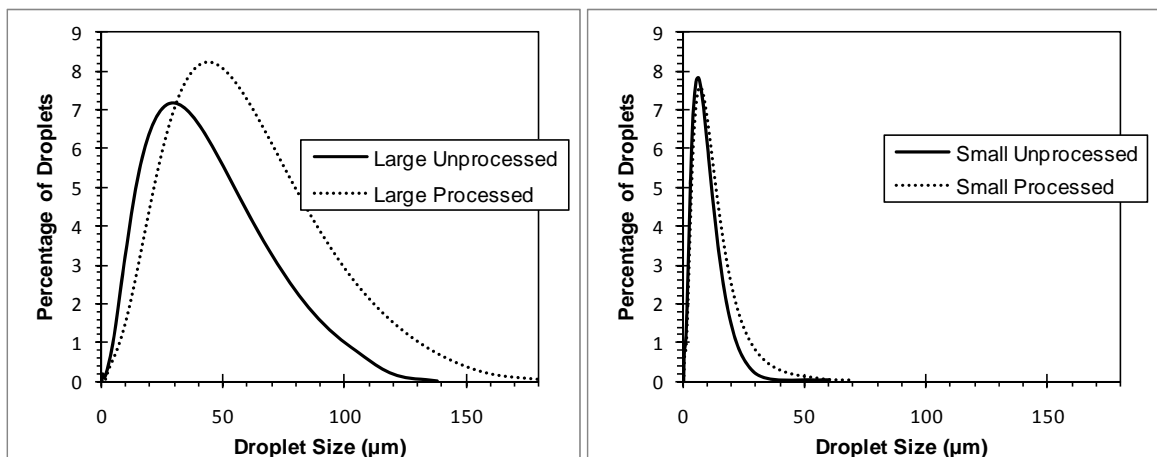 9
8
7
6
5
4
3
2
1
0
Percentage of Droplets
Large Unprocessed
Large Processed
0 50 100 150
Droplet Size (µm)
9
8
7
6
5
4
3
2
1
0
Percentage of Droplets
Small Unprocessed
Small Processed
0 50 100 150
Droplet Size (µm)